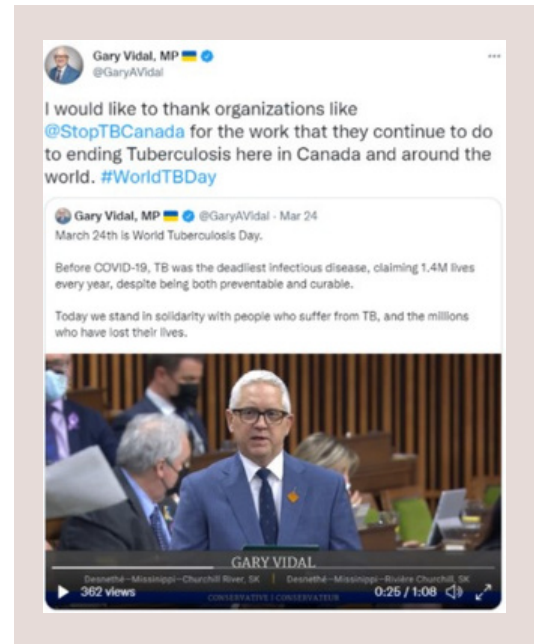 Gary Vidal, MP
@GaryAVidal
I would like to thank organizations like
@StopTBCanada for the work that they continue to do
to ending Tuberculosis here in Canada and around the
world. #WorldTBDay
Gary Vidal, MP @GaryAVidal · Mar 24
March 24th is World Tuberculosis Day.
Before COVID-19, TB was the deadliest infectious disease, claiming 1.4M lives
every year, despite being both preventable and curable.
Today we stand in solidarity with people who suffer from TB, and the millions
who have lost their lives.
GARY VIDAL
Desnethé–Missinippi–Churchill River, SK | Desnethé–Missinippi–Rivière Churchill, SK
362 views 0:25 / 1:08
CONSERVATIVE | CONSERVATEUR